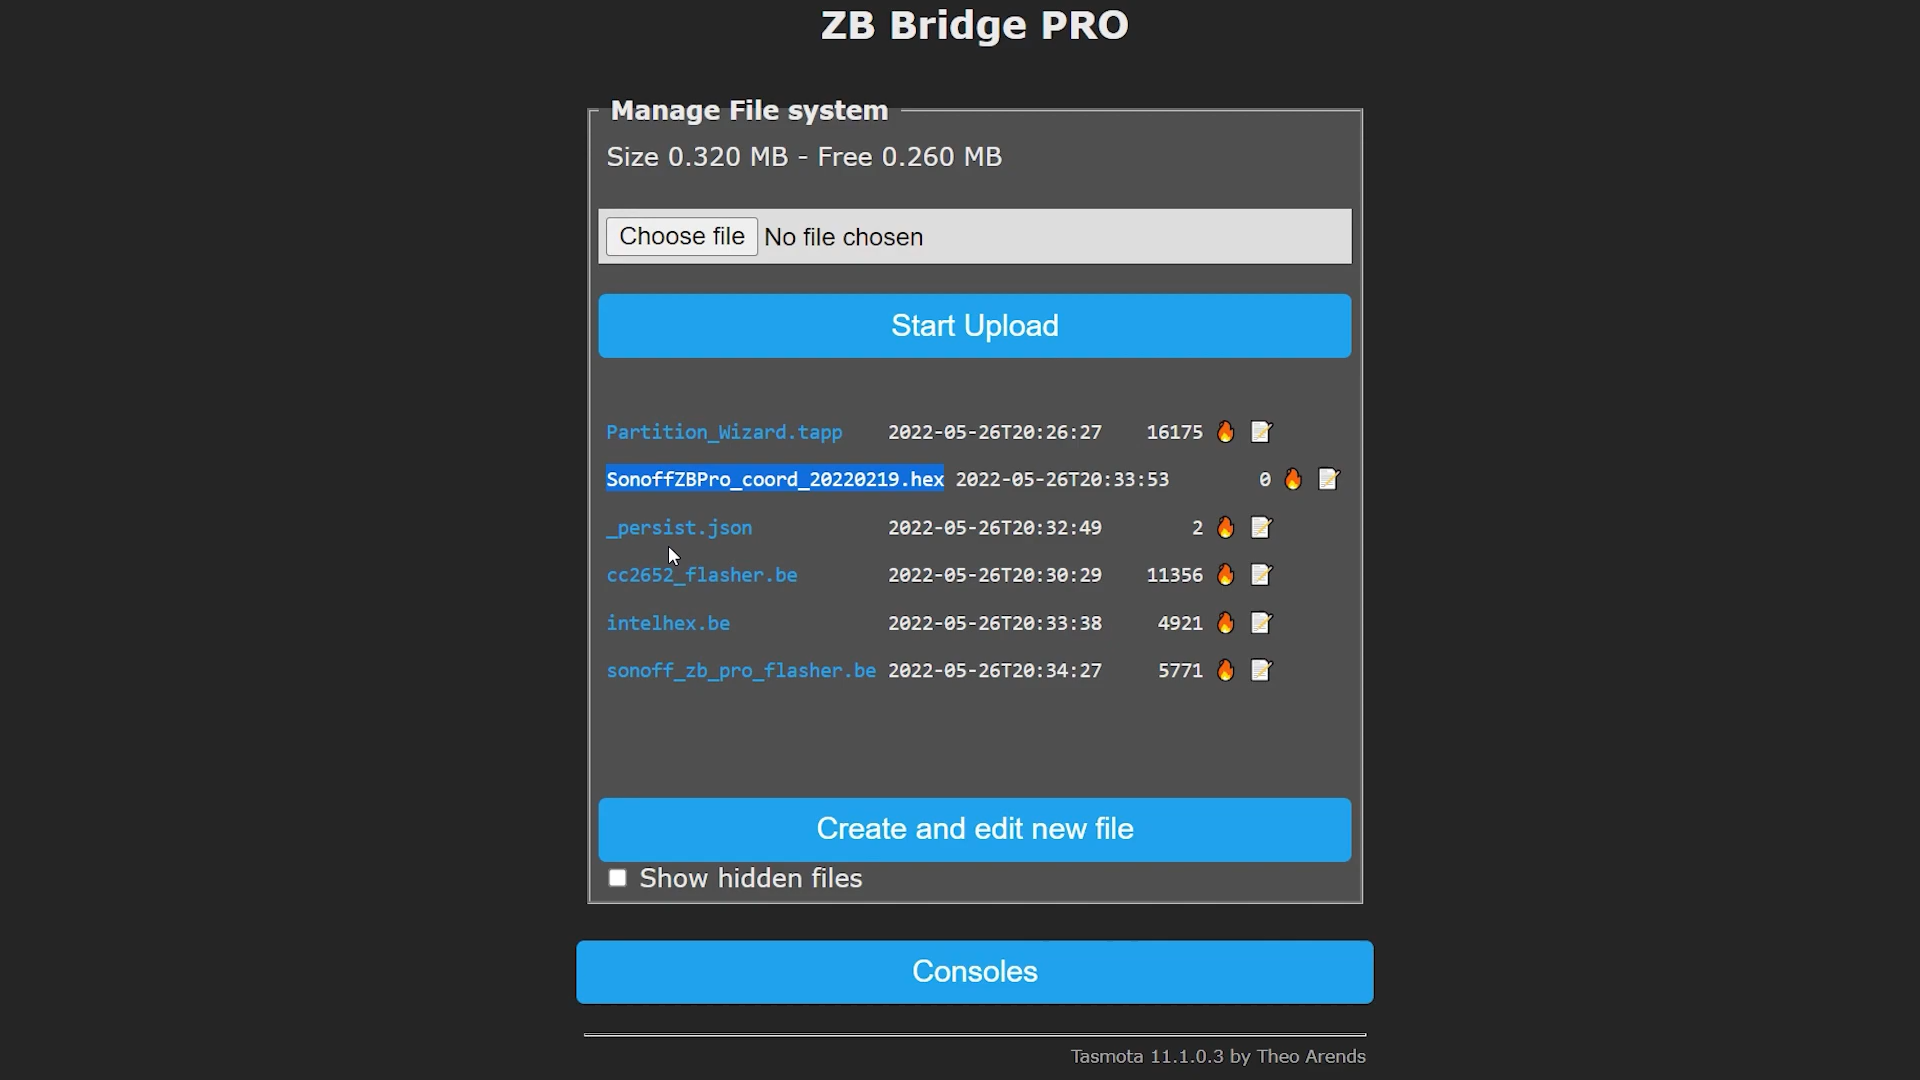 ZB Bridge PRO
Manage File system
Size 0.320 MB - Free 0.260 MB
Choose file No file chosen
Start Upload
Partition_Wizard.tapp 2022-05-26T20:26:27 16175
SonoffZBPro_coord_20220219.hex 2022-05-26T20:33:53 0
_persist.json 2022-05-26T20:32:49 2
cc2652_flasher.be 2022-05-26T20:30:29 11356
intelhex.be 2022-05-26T20:33:38 4921
sonoff_zb_pro_flasher.be 2022-05-26T20:34:27 5771
Create and edit new file
Show hidden files
Consoles
Tasmota 11.1.0.3 by Theo Arends